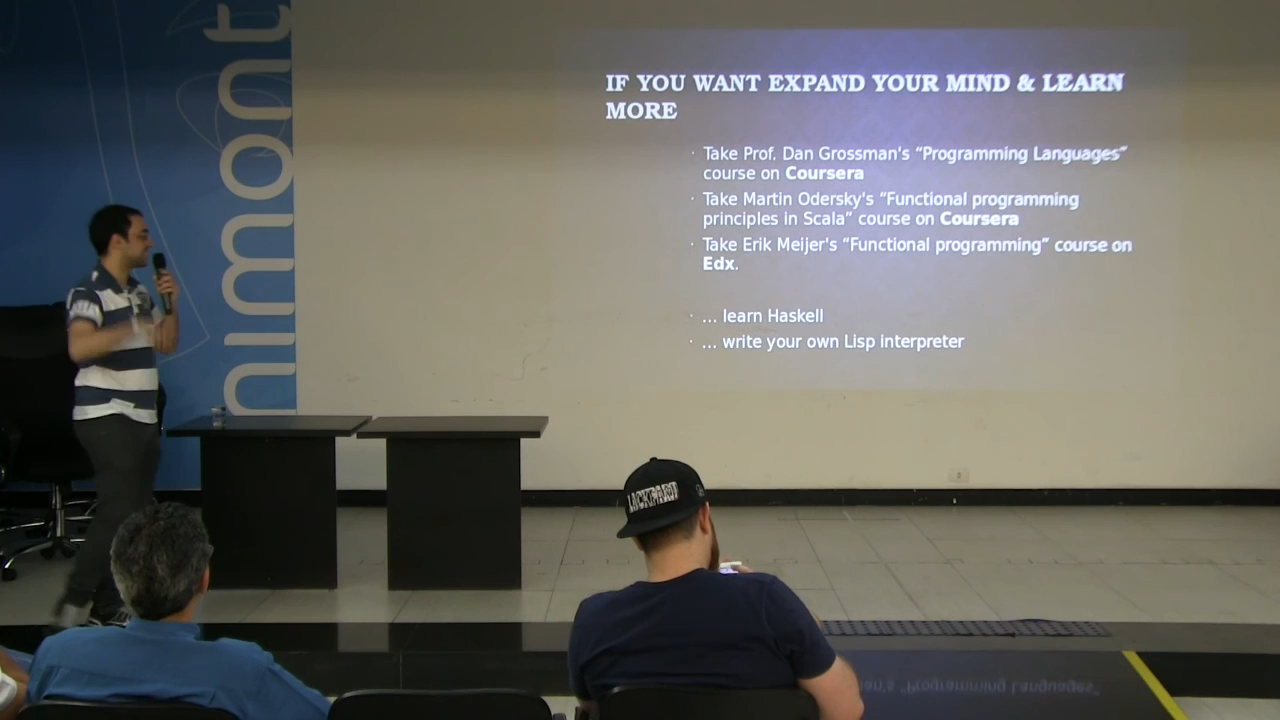 nimont
IF YOU WANT EXPAND YOUR MIND & LEARN
MORE
· Take Prof. Dan Grossman's “Programming Languages”
course on Coursera
· Take Martin Odersky's “Functional programming
principles in Scala” course on Coursera
· Take Erik Meijer's “Functional programming” course on
Edx.
· ... learn Haskell
· ... write your own Lisp interpreter